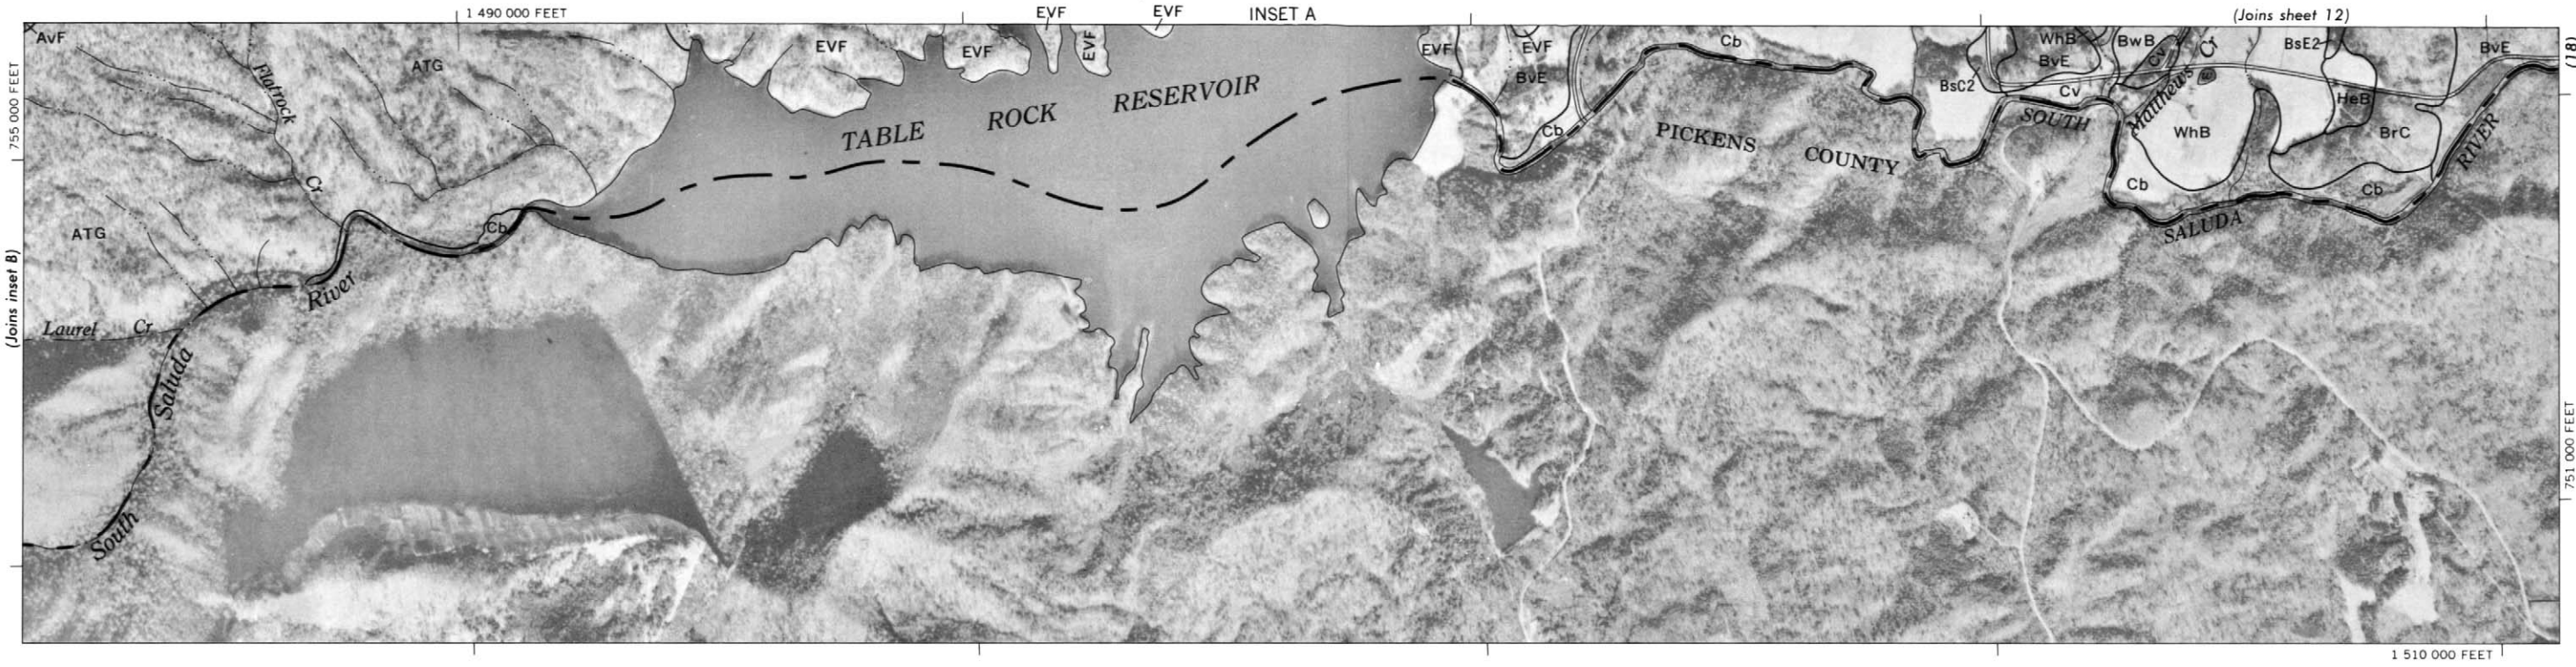 1 490 000 FEET
EVF
EVF
INSET A
(Joins sheet 12)
AvF
Flatrock
Cr
ATG
EVF
EVF
EVF
EVF
EVF
BvE
Cb
Cb
WhB
BvE
BwB
Cv
Matthews Cr
W
BsE2
BvE
(18)
755 000 FEET
TABLE ROCK RESERVOIR
BsC2
Cv
HeB
PICKENS COUNTY
SOUTH
WhB
BrC
RIVER
Cb
Cb
SALUDA
ATG
Cb
River
(Joins inset B)
Laurel Cr
Saluda
South
751 000 FEET
1 510 000 FEET